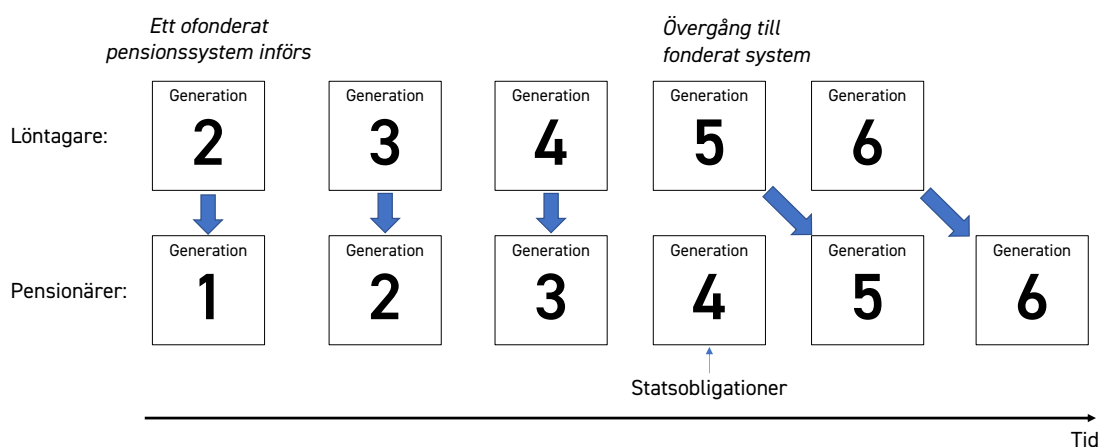 Ett ofonderat
pensionssystem införs
Övergång till
fonderat system
Löntagare:
Generation
2
Generation
3
Generation
4
Generation
5
Generation
6
Pensionärer:
Generation
1
Generation
2
Generation
3
Generation
4
Generation
5
Generation
6
Statsobligationer
Tid